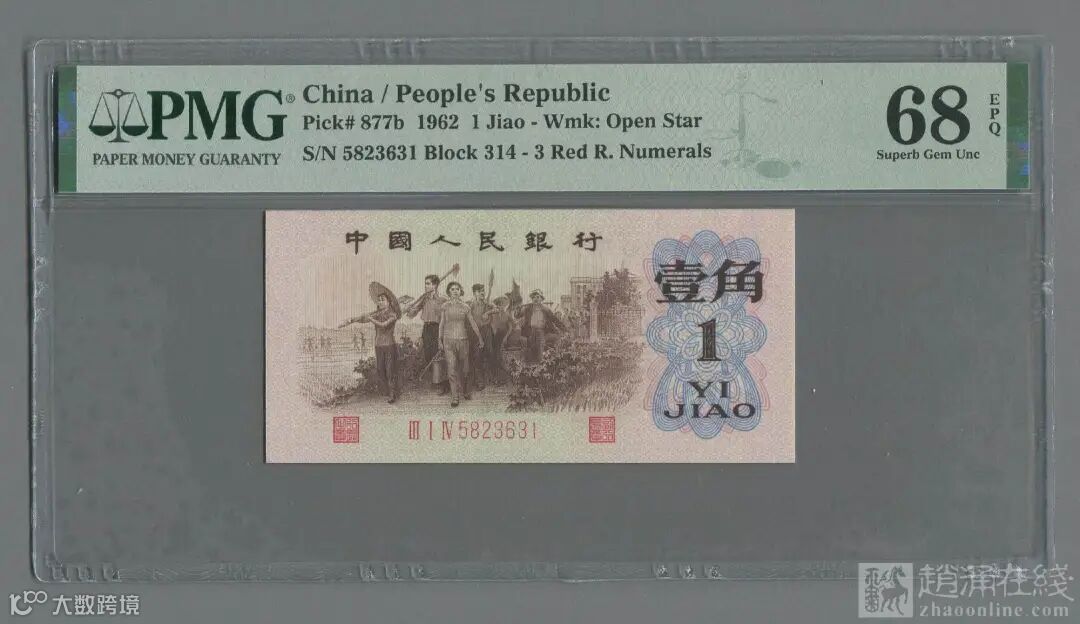 PMG®
PAPER MONEY GUARANTY
China / People's Republic
Pick# 877b 1962 1 Jiao - Wmk: Open Star
S/N 5823631 Block 314 - 3 Red R. Numerals
68
EPQ
Superb Gem Unc
中國人民銀行
壹角
1
YI
JIAO
Ⅲ Ⅰ Ⅳ 5823631
大数跨境
趙涌在綫
zhaoonline.com